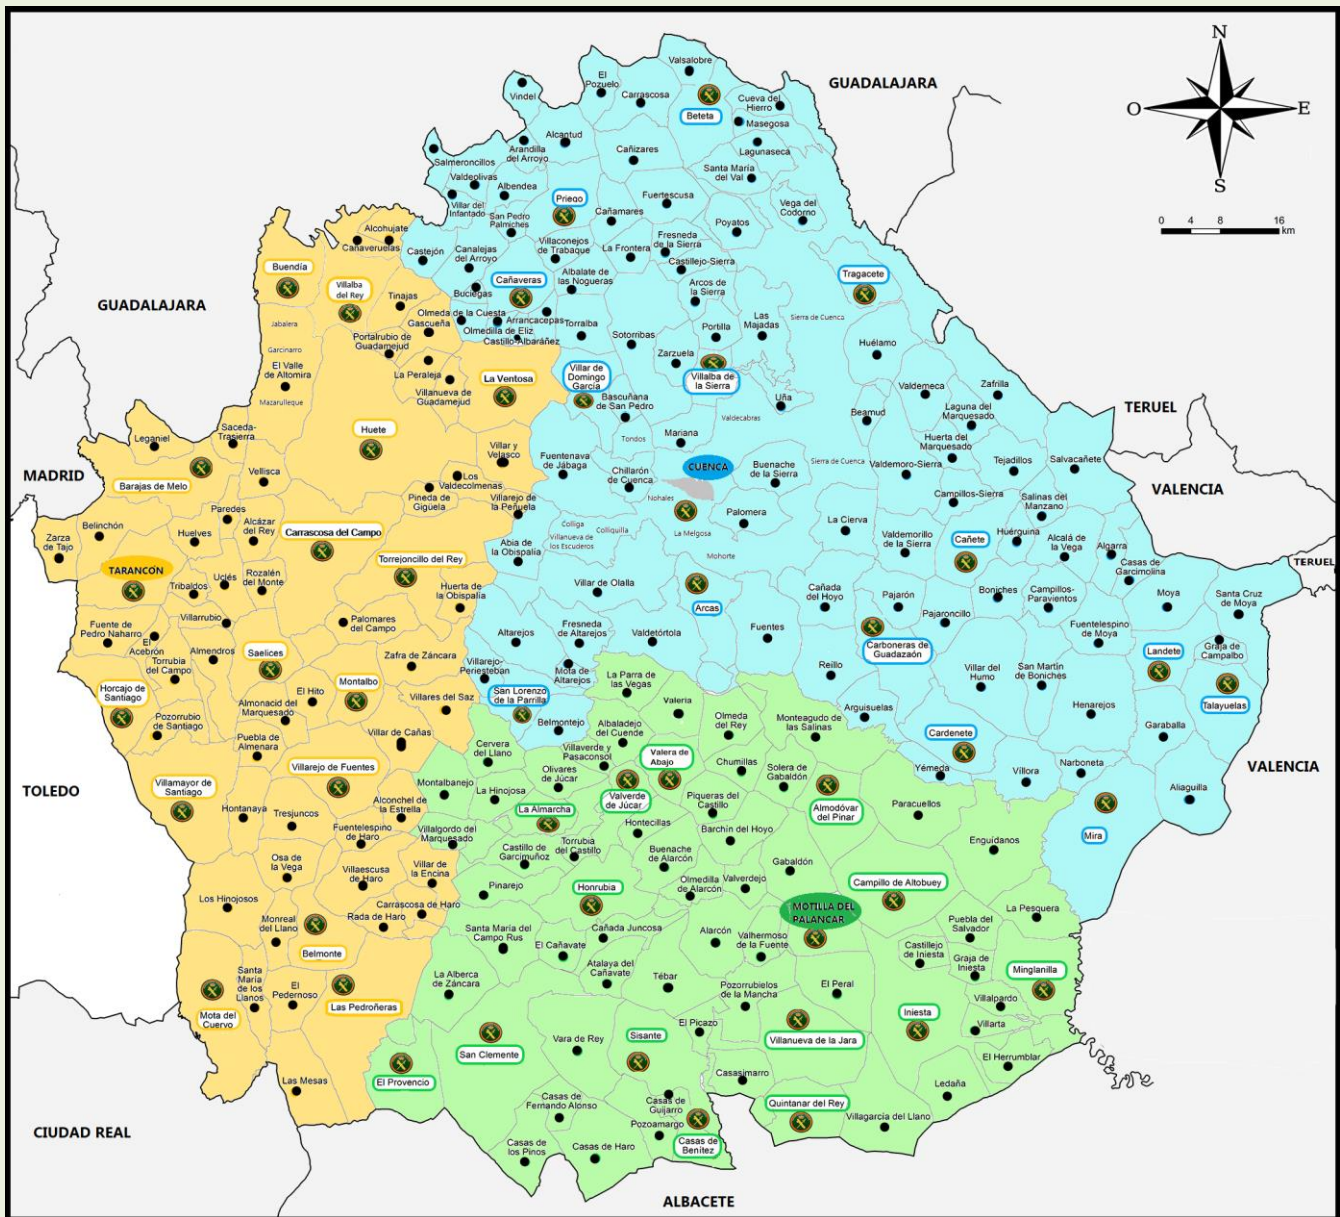 N
O
E
S
0
4
8
16
km
GUADALAJARA
GUADALAJARA
MADRID
TOLEDO
CIUDAD REAL
ALBACETE
VALENCIA
TERUEL
VALENCIA
TERUEL
Valsalobre
El
Pozuelo
Carrascosa
Vindel
Beteta
Cueva del
Hierro
Masegosa
Lagunaseca
Alcantud
Arandilla
del Arroyo
Salmeroncillos
Cañizares
Santa María
del Val
Valdeolivas
Albendea
Priego
Fuertescusa
Vega del
Codorno
Villar del
Infantado
San Pedro
Palmiches
Cañamares
Poyatos
Alcohujate
Cañaveruelas
Castejón
Canalejas
del Arroyo
Villaconejos
de Trabaque
La Frontera
Fresneda
de la Sierra
Castillejo-Sierra
Buendía
Villalba
del Rey
Tinajas
Buciegas
Cañaveras
Albalate de
las Nogueras
Arcos de
la Sierra
Tragacete
Olmeda de la Cuesta
Arrancacepas
Gascueña
Olmedilla de Eliz
Castillo-Albaráñez
Torralba
Sotorribas
Portilla
Las
Majadas
Sierra de Cuenca
Jabalera
Portalrubio de
Guadamejud
Garcinarro
El Valle
de Altomira
La Peraleja
Villanueva de
Guadamejud
La Ventosa
Villar de
Domingo
García
Zarzuela
Villalba de
la Sierra
Huélamo
Mazarulleque
Bascuñana
de San Pedro
Uña
Valdemeca
Zafrilla
Laguna del
Marquesado
Beamud
Valdecabras
Tondos
Mariana
Leganiel
Saceda-
Trasierra
Huete
Villar y
Velasco
Huerta del
Marquesado
Barajas de Melo
Vellisca
Los
Valdecolmenas
Fuentenava
de Jábaga
Chillarón
de Cuenca
CUENCA
Buenache de
la Sierra
Sierra de Cuenca
Valdemoro-Sierra
Tejadillos
Salvacañete
Pineda de
Gigüela
Villarejo de
la Peñuela
Nohales
Palomera
Campillos-Sierra
Salinas del
Manzano
Belinchón
Zarza
de Tajo
Huelves
Paredes
Alcázar
del Rey
Carrascosa del Campo
Colliga
Colliquilla
Villanueva de
los Escuderos
La Melgosa
Mohorte
La Cierva
Valdemorillo
de la Sierra
Cañete
Huérguina
Alcalá de
la Vega
Algarra
Casas de
Garcimolina
Abia de
la Obispalía
Torrejoncillo del Rey
TARANCÓN
Tribaldos
Uclés
Rozalén
del Monte
Huerta de
la Obispalía
Villar de Olalla
Arcas
Cañada
del Hoyo
Pajarón
Boniches
Campillos-
Paravientos
Moya
Santa Cruz
de Moya
Fuente de
Pedro Naharro
El
Acebrón
Villarrubio
Palomares
del Campo
Altarejos
Fresneda
de Altarejos
Valdetórtola
Fuentes
Carboneras de
Guadazaón
Pajaroncillo
Fuentelespino
de Moya
Landete
Graja de
Campalbo
Torrubia
del Campo
Almendros
Saelices
Zafra de Záncara
Villarejo-
Periesteban
Mota de
Altarejos
Reillo
Villar del
Humo
San Martín
de Boniches
Talayuelas
Horcajo de
Santiago
El Hito
Montalbo
San Lorenzo
de la Parrilla
La Parra de
las Vegas
Arguisuelas
Henarejos
Garaballa
Pozorrubio
de Santiago
Almonacid del
Marquesado
Villares del Saz
Belmontejo
Valeria
Olmeda
del Rey
Monteagudo de
las Salinas
Cardenete
Puebla de
Almenara
Villar de Cañas
Cervera
del Llano
Albaladejo
del Cuende
Villaverde y
Pasaconsol
Valera de
Abajo
Chumillas
Solera de
Gabaldón
Yémeda
Víllora
Narboneta
Aliaguilla
Villamayor de
Santiago
Villarejo de Fuentes
Montalbanejo
La Hinojosa
Olivares
de Júcar
La Almarcha
Valverde
de Júcar
Piqueras del
Castillo
Almodóvar
del Pinar
Paracuellos
Mira
Hontanaya
Tresjuncos
Alconchel de
la Estrella
Fuentelespino
de Haro
Villalgordo del
Marquesado
Castillo de
Garcimuñoz
Torrubia
del Castillo
Hontecillas
Barchín del Hoyo
Enguídanos
Osa de
la Vega
Villaescusa
de Haro
Villar de
la Encina
Pinarejo
Honrubia
Buenache
de Alarcón
Olmedilla
de Alarcón
Valverdejo
Gabaldón
Campillo de Altobuey
Los Hinojosos
Monreal
del Llano
Rada de Haro
Carrascosa de Haro
MOTILLA DEL
PALANCAR
La Pesquera
Belmonte
Santa María del
Campo Rus
El Cañavate
Cañada Juncosa
Alarcón
Valhermoso
de la Fuente
Castillejo
de Iniesta
Puebla del
Salvador
Graja de
Iniesta
Minglanilla
Mota del
Cuervo
Santa
María
de los
Llanos
El
Pedernoso
Las Pedroñeras
La Alberca
de Záncara
Atalaya del
Cañavate
Tébar
Pozorrubielos
de la Mancha
El Peral
Iniesta
Villalpardo
Villarta
El Provencio
San Clemente
Vara de Rey
Sisante
El Picazo
Villanueva de la Jara
El Herrumblar
Las Mesas
Casasimarro
Ledaña
Casas de
Fernando Alonso
Casas de
Guijarro
Pozoamargo
Quintanar del Rey
Villagarcía del Llano
Casas de
los Pinos
Casas de Haro
Casas de
Benítez